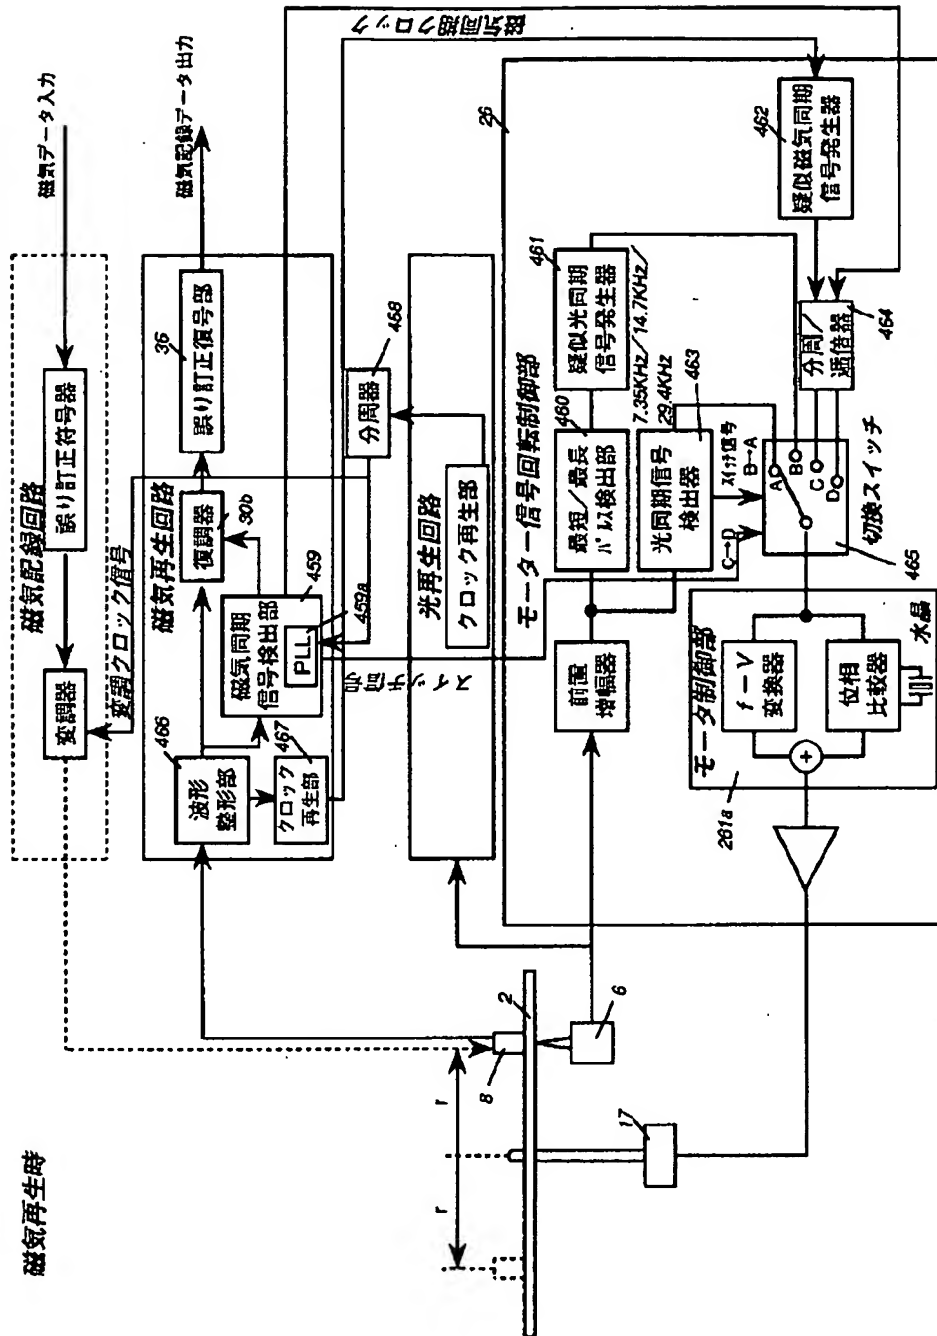 磁気再生時
磁気データ入力
磁気記録回路
誤り訂正符号器
変調器
変調クロック信号
磁気記録データ出力
磁気再生回路
36
誤り訂正復号部
復調器
30b
磁気同期
信号検出部
459
PLL
459a
466
波形
整形部
467
クロック
再生部
468
分周器
光再生回路
クロック再生部
スイッチ信号
磁気同期クロック
26
モーター信号回転制御部
前置
増幅器
460
最短/最長
パルス検出部
461
疑似光同期
信号発生器
7.35KHz/14.7KHz/
29.4KHz
463
光同期信号
検出器
462
疑似磁気同期
信号発生器
分周/
逓倍器
464
B→A
C→D
A
B
C
D
切換スイッチ
465
モータ制御部
f-V
変換器
位相
比較器
+
水晶
261a
r
r
8
2
6
17